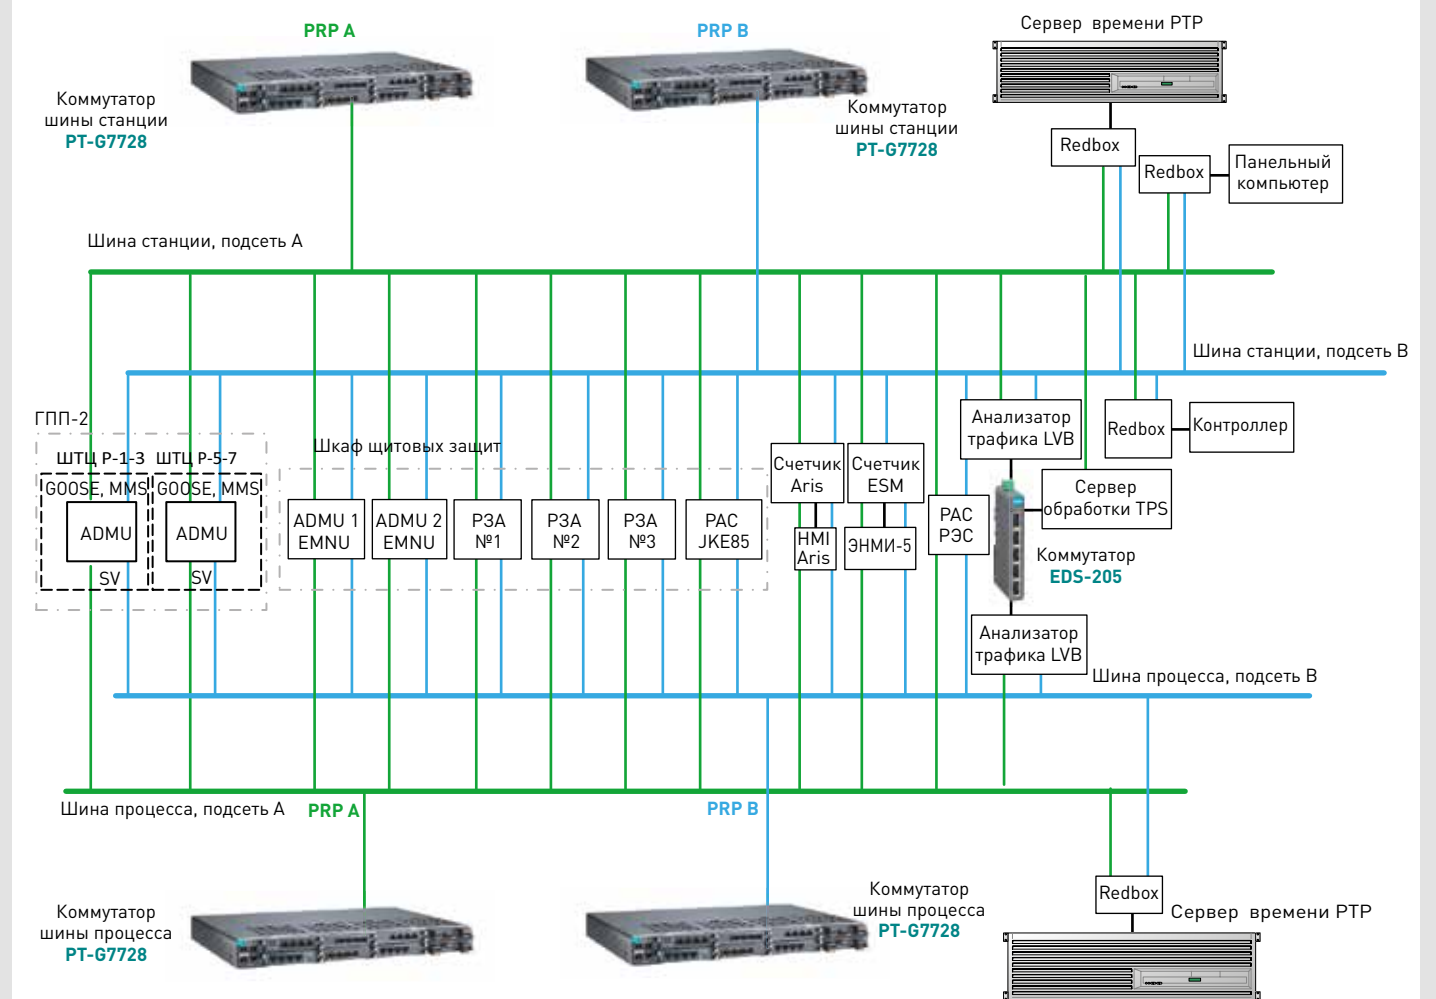 PRP A
PRP B
Сервер времени PTP
Коммутатор
шины станции
PT-G7728
Коммутатор
шины станции
PT-G7728
Redbox
Redbox
Панельный
компьютер
Шина станции, подсеть A
Шина станции, подсеть B
ГПП-2
ШТЦ Р-1-3
ШТЦ Р-5-7
GOOSE, MMS
GOOSE, MMS
ADMU
ADMU
SV
SV
Шкаф щитовых защит
ADMU 1
EMNU
ADMU 2
EMNU
РЗА
№1
РЗА
№2
РЗА
№3
РАС
JKE85
Счетчик
Aris
HMI
Aris
Счетчик
ESM
ЭНМИ-5
РАС
РЭС
Анализатор
трафика LVB
Redbox
Контроллер
Сервер
обработки TPS
Коммутатор
EDS-205
Анализатор
трафика LVB
Шина процесса, подсеть B
Шина процесса, подсеть A
PRP A
PRP B
Коммутатор
шины процесса
PT-G7728
Коммутатор
шины процесса
PT-G7728
Redbox
Сервер времени PTP